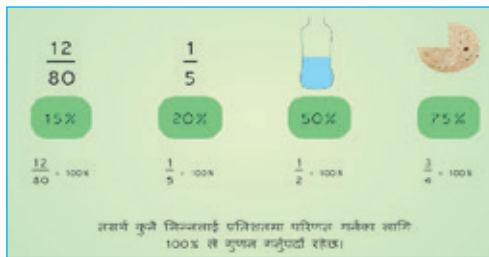 12/80 1/5
15% 20% 50% 75%
12/80 × 100% 1/5 × 100% 1/2 × 100% 3/4 × 100%
तसर्थ कुनै भिन्नलाई प्रतिशतमा परिणत गर्नका लागि
100% ले गुणन गर्नुपर्दो रहेछ।